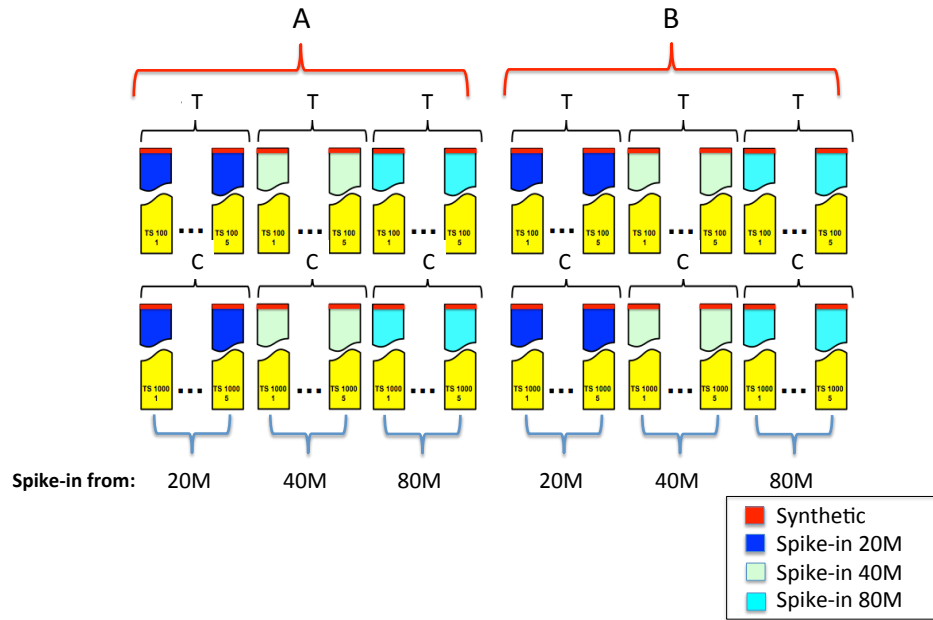 A B
T T T T T T
TS 100 TS 100 TS 100 TS 100 TS 100 TS 100 TS 100 TS 100 TS 100 TS 100 TS 100 TS 100
1 ... 5 1 ... 5 1 ... 5 1 ... 5 1 ... 5 1 ... 5
C C C C C C
TS 1000 TS 1000 TS 1000 TS 1000 TS 1000 TS 1000 TS 1000 TS 1000 TS 1000 TS 1000 TS 1000 TS 1000
1 ... 5 1 ... 5 1 ... 5 1 ... 5 1 ... 5 1 ... 5
Spike-in from: 20M 40M 80M 20M 40M 80M
Synthetic
Spike-in 20M
Spike-in 40M
Spike-in 80M